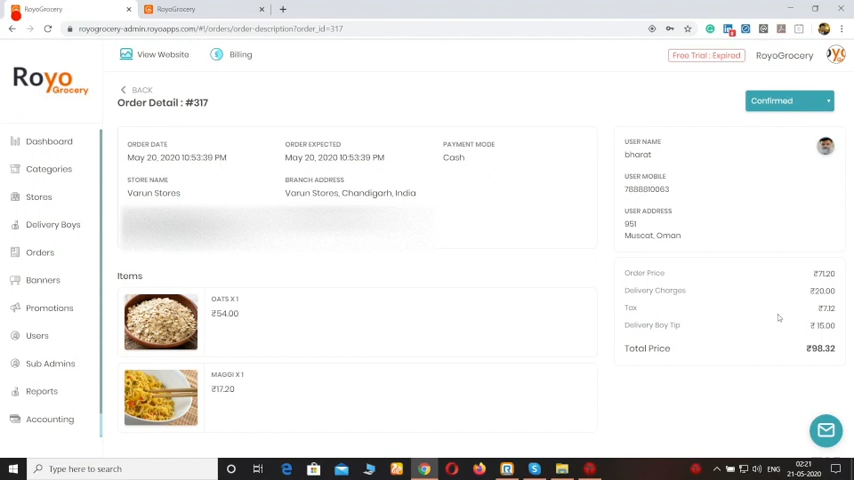 RoyoGrocery
RoyoGrocery
royogrocery-admin.royoapps.com/#!/orders/order-description?order_id=317
Royo
Grocery
View Website
Billing
Free Trial : Expired
RoyoGrocery
BACK
Order Detail : #317
Confirmed
Dashboard
Categories
Stores
Delivery Boys
Orders
Banners
Promotions
Users
Sub Admins
Reports
Accounting
ORDER DATE
May 20, 2020 10:53:39 PM
ORDER EXPECTED
May 20, 2020 10:53:39 PM
PAYMENT MODE
Cash
STORE NAME
Varun Stores
BRANCH ADDRESS
Varun Stores, Chandigarh, India
USER NAME
bharat
USER MOBILE
7888810063
USER ADDRESS
951
Muscat, Oman
Items
OATS X 1
₹54.00
MAGGI X 1
₹17.20
Order Price ₹71.20
Delivery Charges ₹20.00
Tax ₹7.12
Delivery Boy Tip ₹ 15.00
Total Price ₹98.32
Type here to search
ENG
02:21
21-05-2020